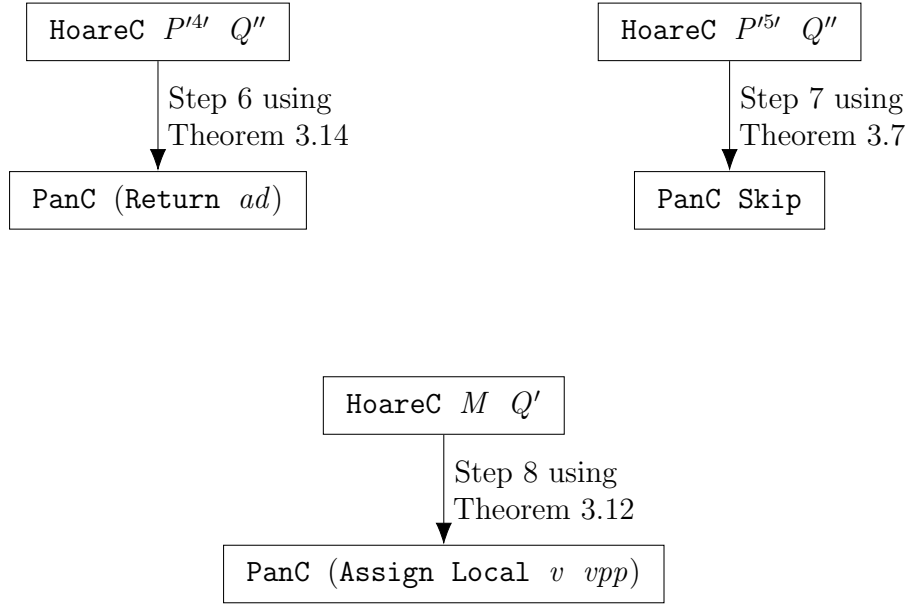 HoareC P′⁴′ Q′′
HoareC P′⁵′ Q′′
Step 6 using
Theorem 3.14
Step 7 using
Theorem 3.7
PanC (Return ad)
PanC Skip
HoareC M Q′
Step 8 using
Theorem 3.12
PanC (Assign Local v vpp)